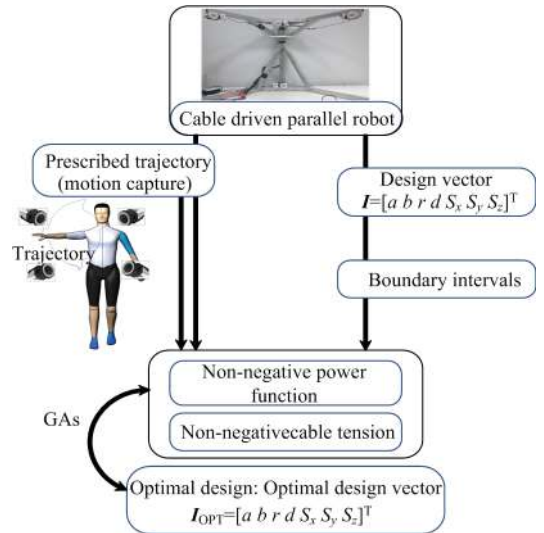 Cable driven parallel robot
Prescribed trajectory
(motion capture)
Design vector
I=[a b r d Sx Sy Sz]T
Trajectory
Boundary intervals
Non-negative power
function
GAs
Non-negativecable tension
Optimal design: Optimal design vector
IOPT=[a b r d Sx Sy Sz]T